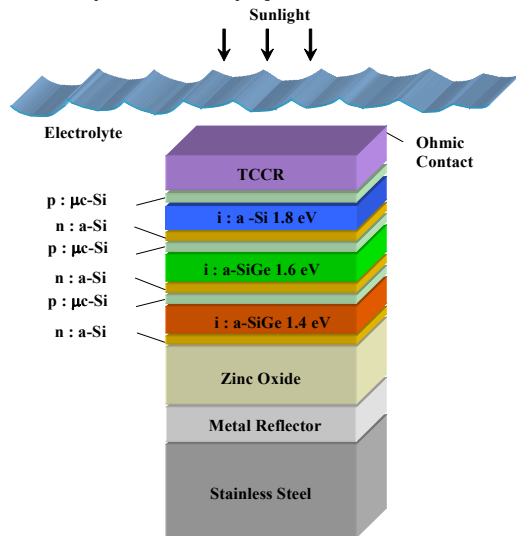 Sunlight
Electrolyte
Ohmic
Contact
TCCR
p : μc-Si
i : a -Si 1.8 eV
n : a-Si
p : μc-Si
i : a-SiGe 1.6 eV
n : a-Si
p : μc-Si
i : a-SiGe 1.4 eV
n : a-Si
Zinc Oxide
Metal Reflector
Stainless Steel